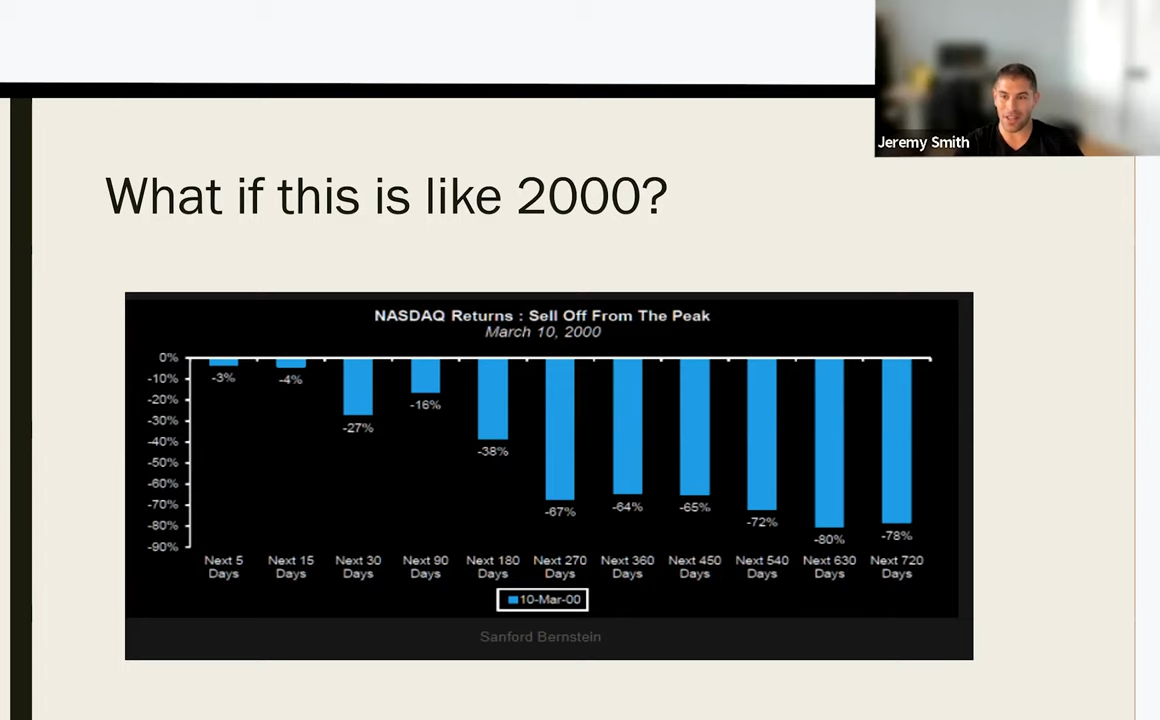 Jeremy Smith
What if this is like 2000?
NASDAQ Returns : Sell Off From The Peak
March 10, 2000
0%
-10%
-20%
-30%
-40%
-50%
-60%
-70%
-80%
-90%
-3%
-4%
-27%
-16%
-38%
-67%
-64%
-65%
-72%
-80%
-78%
Next 5 Days
Next 15 Days
Next 30 Days
Next 90 Days
Next 180 Days
Next 270 Days
Next 360 Days
Next 450 Days
Next 540 Days
Next 630 Days
Next 720 Days
10-Mar-00
Sanford Bernstein